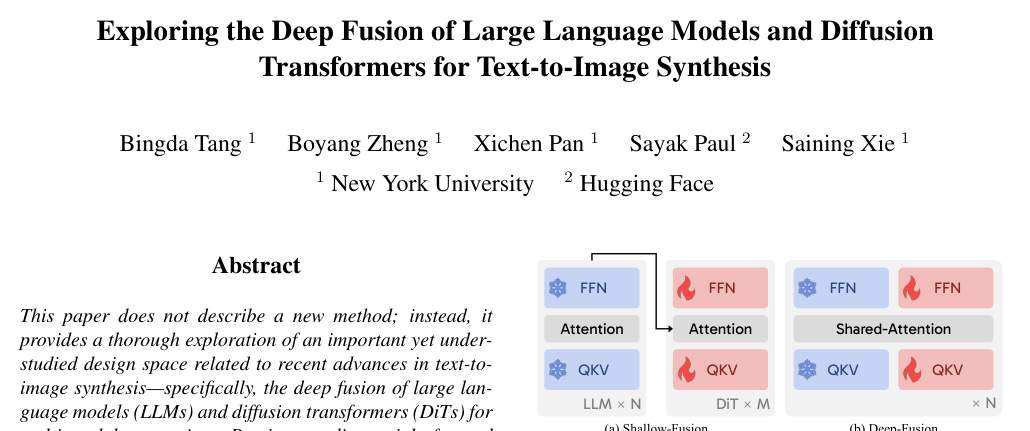 Exploring the Deep Fusion of Large Language Models and Diffusion
Transformers for Text-to-Image Synthesis
Bingda Tang 1 Boyang Zheng 1 Xichen Pan 1 Sayak Paul 2 Saining Xie 1
1 New York University 2 Hugging Face
Abstract
This paper does not describe a new method; instead, it
provides a thorough exploration of an important yet under-
studied design space related to recent advances in text-to-
image synthesis—specifically, the deep fusion of large lan-
guage models (LLMs) and diffusion transformers (DiTs) for
FFN FFN FFN FFN
Attention Attention Shared-Attention
QKV QKV QKV QKV
LLM × N DiT × M × N
(a) Shallow-Fusion (b) Deep-Fusion